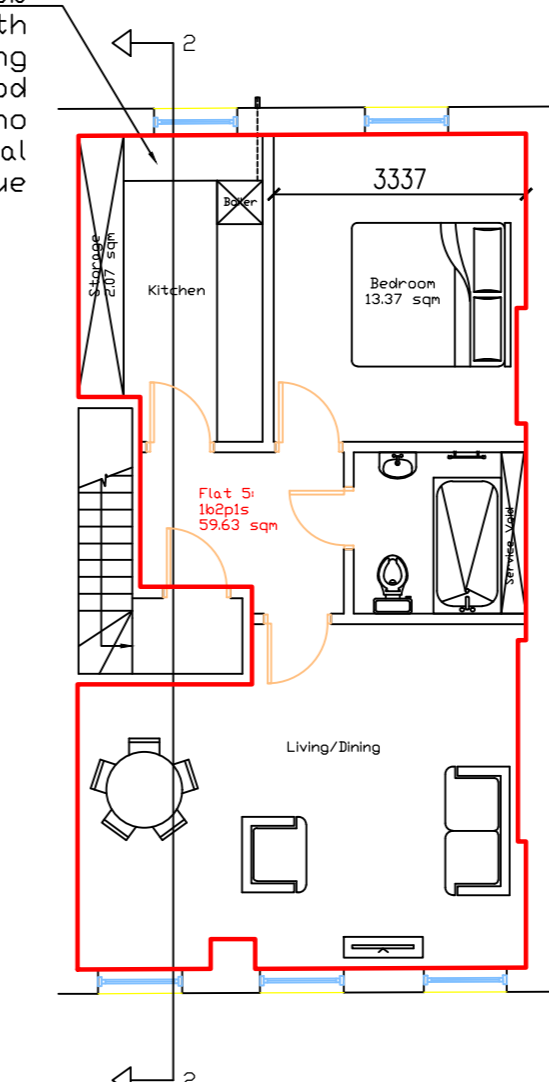 th
ng
od
no
al
ue
2
3337
Boiler
Storage
2.07 sqm
Kitchen
Bedroom
13.37 sqm
Flat 5:
1b2p1s
59.63 sqm
Service Void
Living/Dining
2